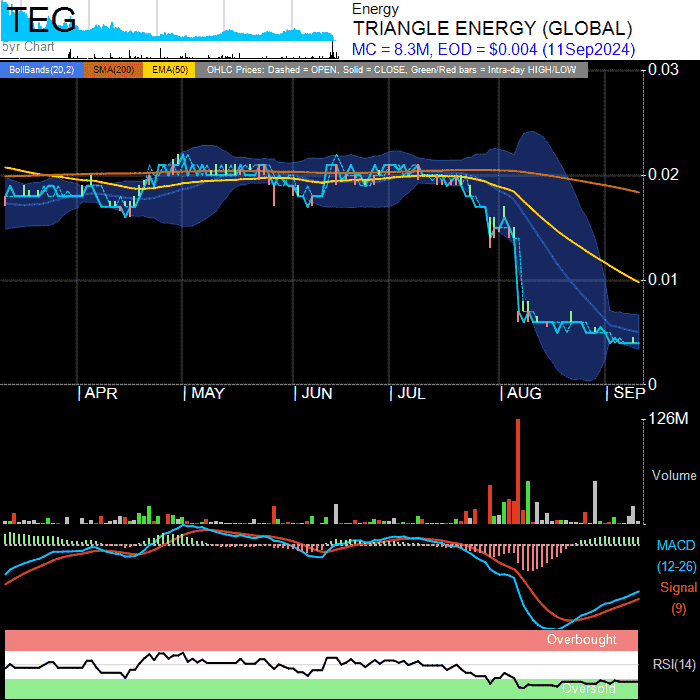 TEG
5yr Chart
Energy
TRIANGLE ENERGY (GLOBAL)
MC = 8.3M, EOD = $0.004 (11Sep2024)
BollBands(20,2) SMA(200) EMA(50) OHLC Prices: Dashed = OPEN, Solid = CLOSE, Green/Red bars = Intra-day HIGH/LOW
0.03
0.02
0.01
0
| APR | MAY | JUN | JUL | AUG | SEP
126M
Volume
MACD
(12-26)
Signal
(9)
Overbought
RSI(14)
Oversold